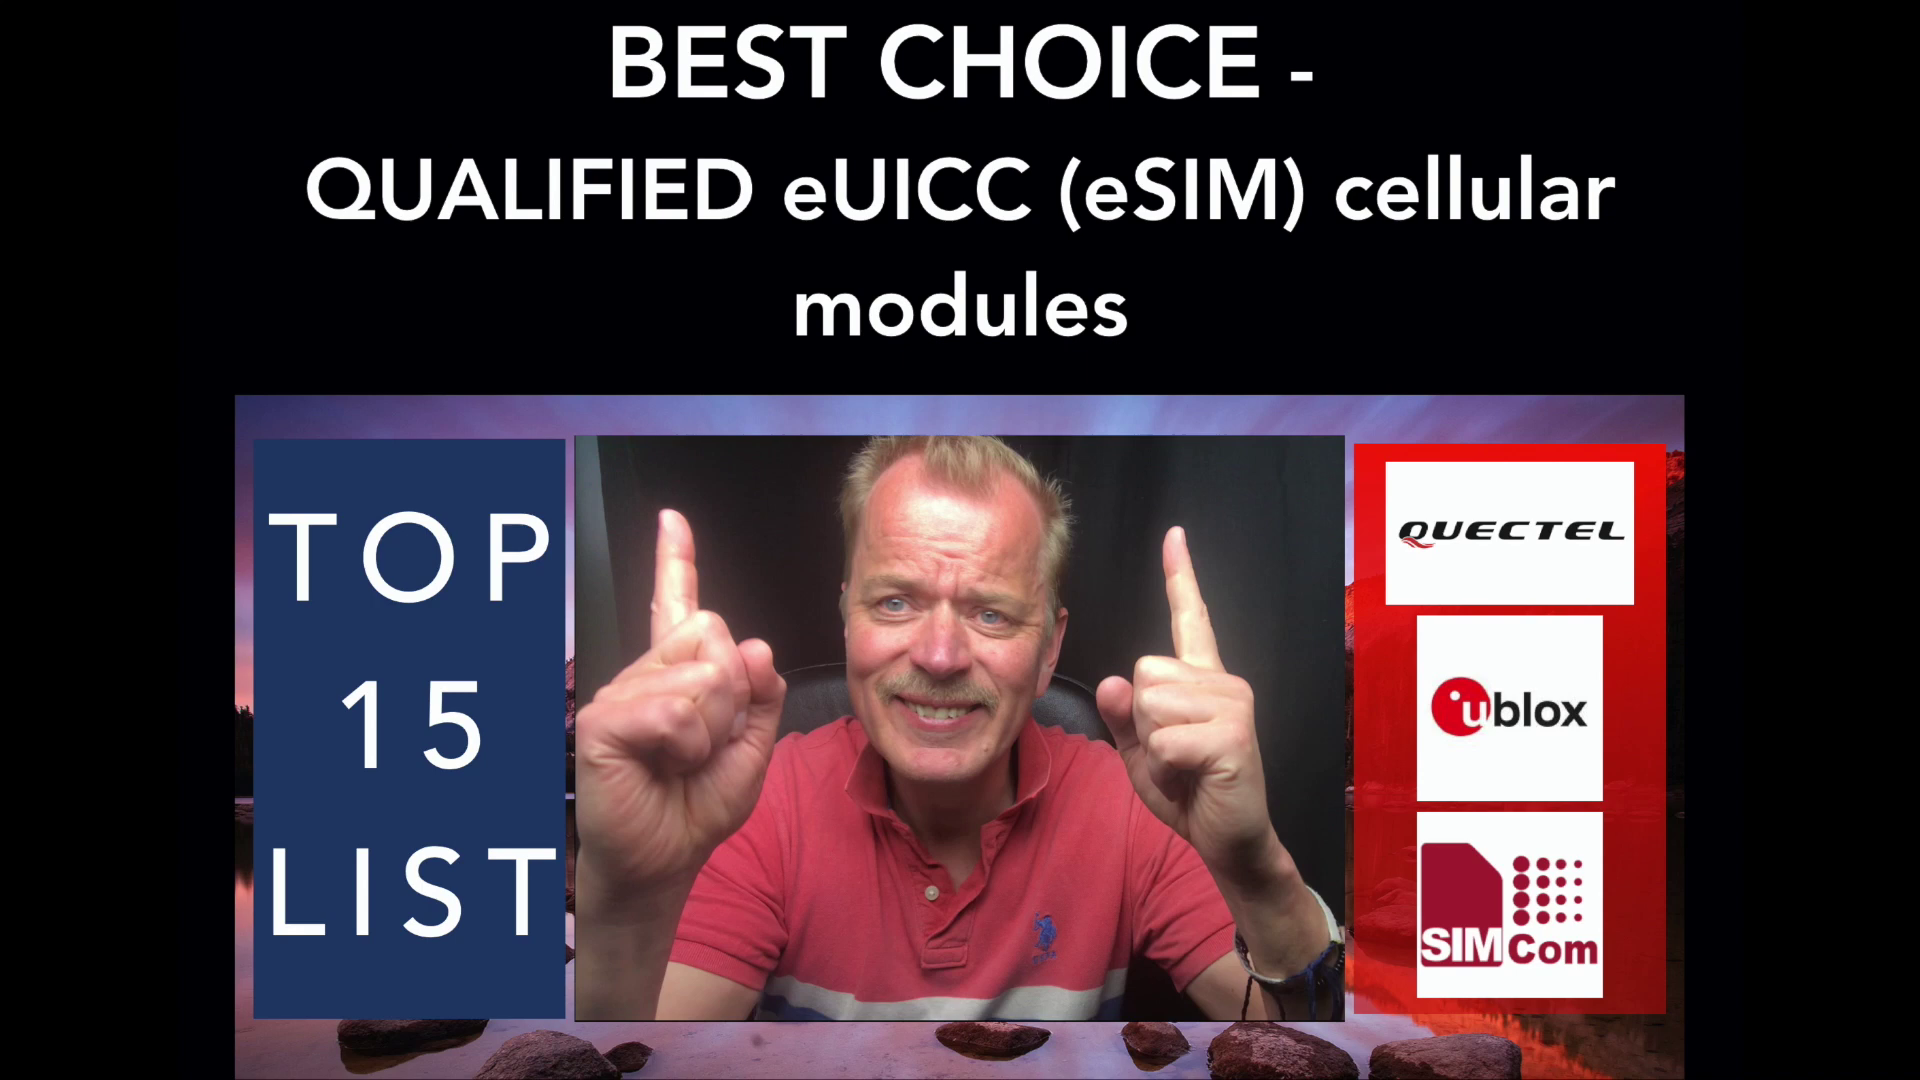 BEST CHOICE -
QUALIFIED eUICC (eSIM) cellular
modules
TOP
15
LIST
QUECTEL
ublox
SIMCom